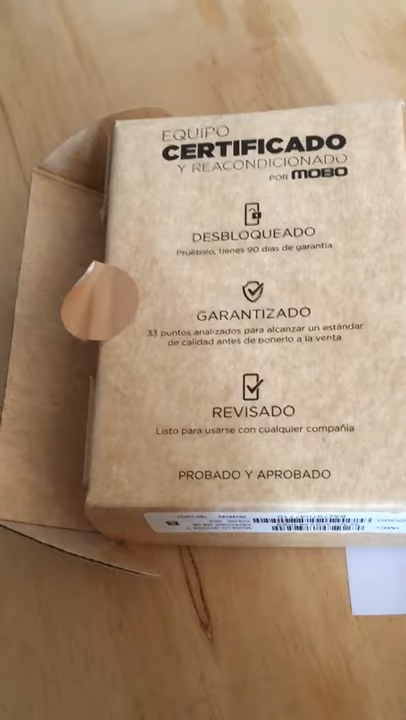 EQUIPO
CERTIFICADO
Y REACONDICIONADO
POR MOBO
DESBLOQUEADO
Pruébalo, tienes 90 días de garantía
GARANTIZADO
33 puntos analizados para alcanzar un estándar
de calidad antes de ponerlo a la venta
REVISADO
Listo para usarse con cualquier compañía
PROBADO Y APROBADO